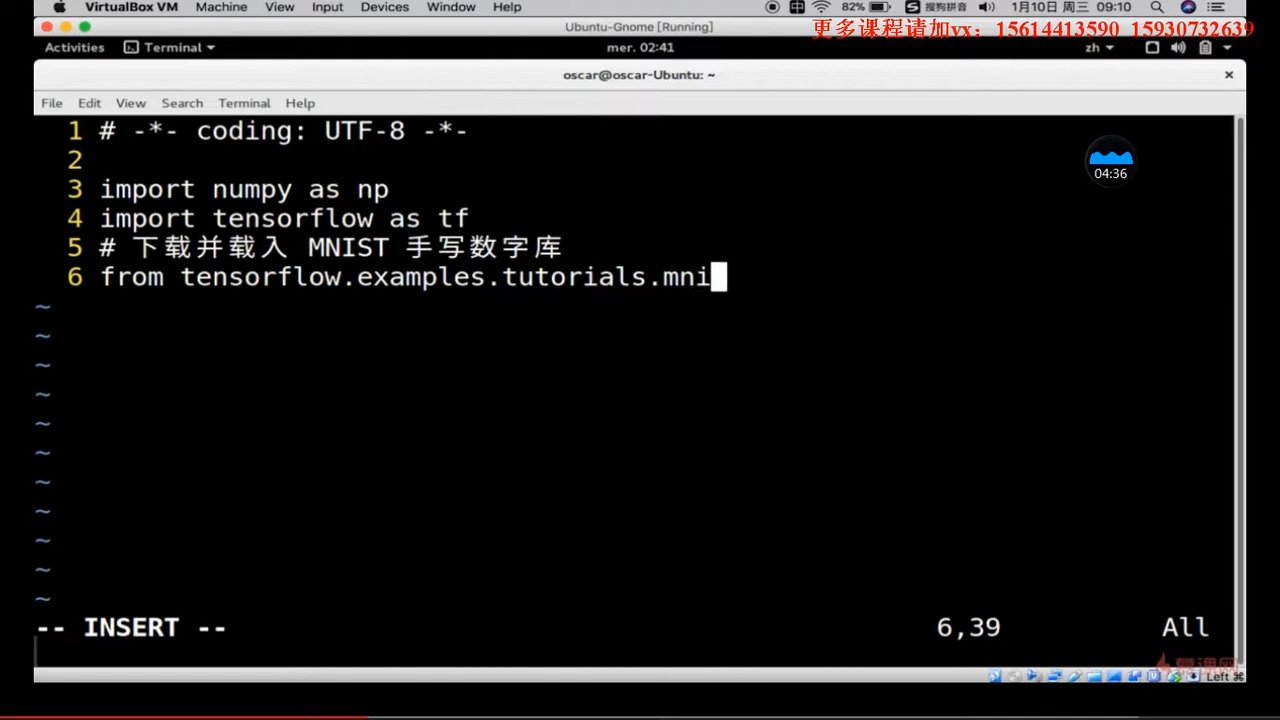 VirtualBox VM Machine View Input Devices Window Help 中 82% S 搜狗拼音 1月10日 周三 09:10
Ubuntu-Gnome [Running]
更多课程请加vx：15614413590 15930732639
Activities Terminal mer. 02:41 zh
oscar@oscar-Ubuntu: ~
File Edit View Search Terminal Help
1 # -*- coding: UTF-8 -*-
2
3 import numpy as np
4 import tensorflow as tf
5 # 下载并载入 MNIST 手写数字库
6 from tensorflow.examples.tutorials.mni
~
~
~
~
~
~
~
~
~
~
~
04:36
-- INSERT -- 6,39 All
Left ⌘